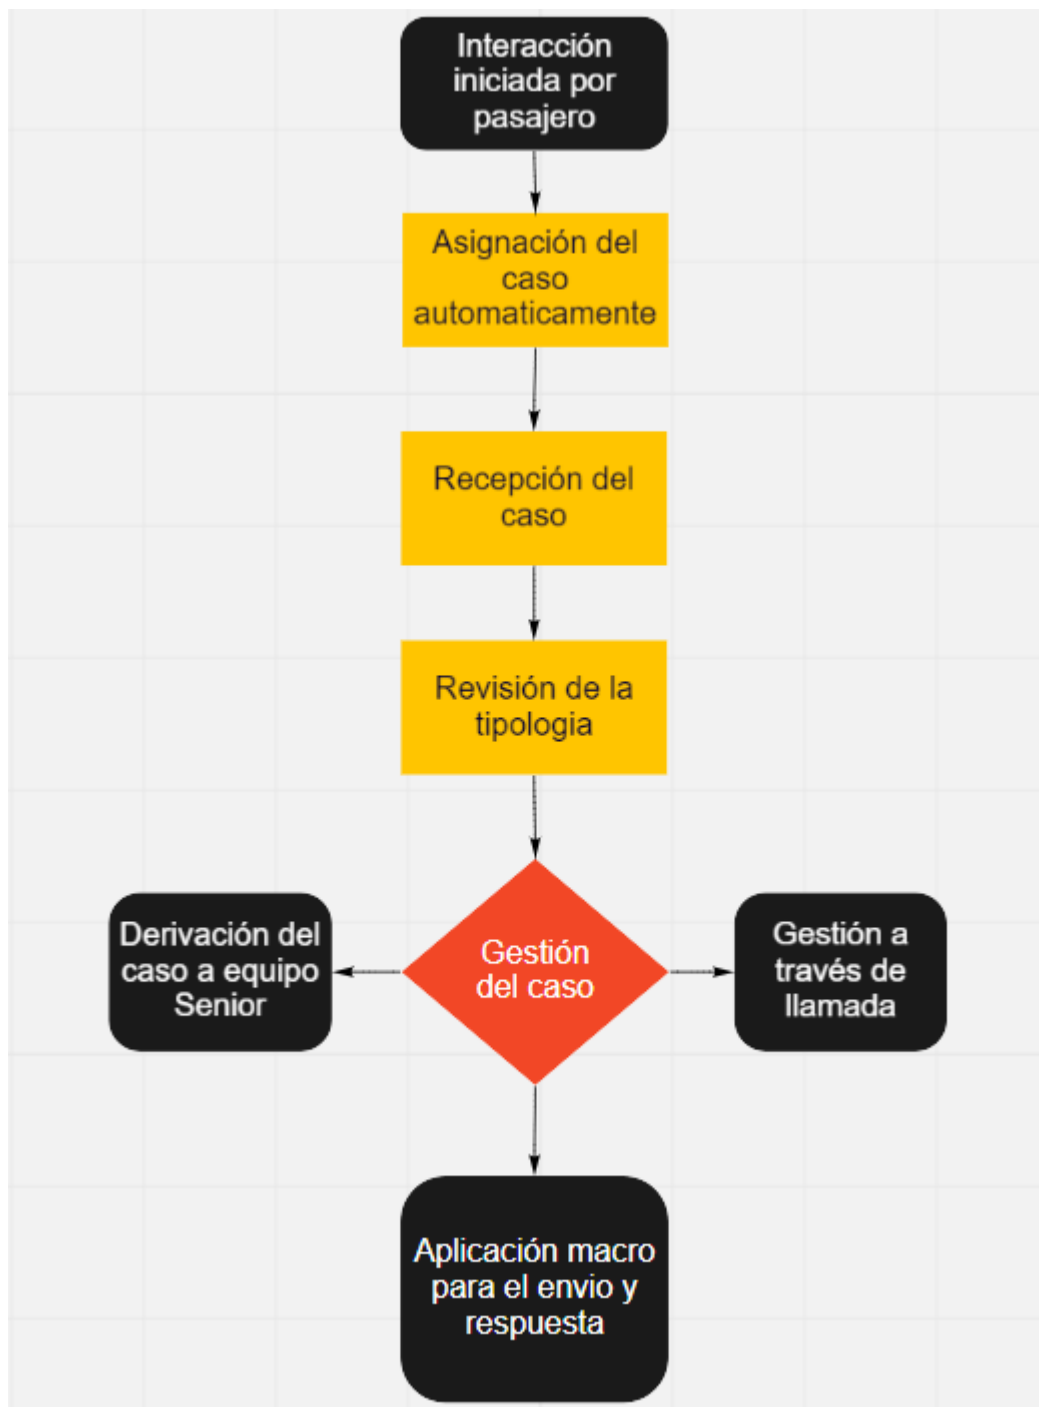 Interacción
iniciada por
pasajero
Asignación del
caso
automaticamente
Recepción del
caso
Revisión de la
tipologia
Derivación del
caso a equipo
Senior
Gestión
del caso
Gestión a
través de
llamada
Aplicación macro
para el envio y
respuesta